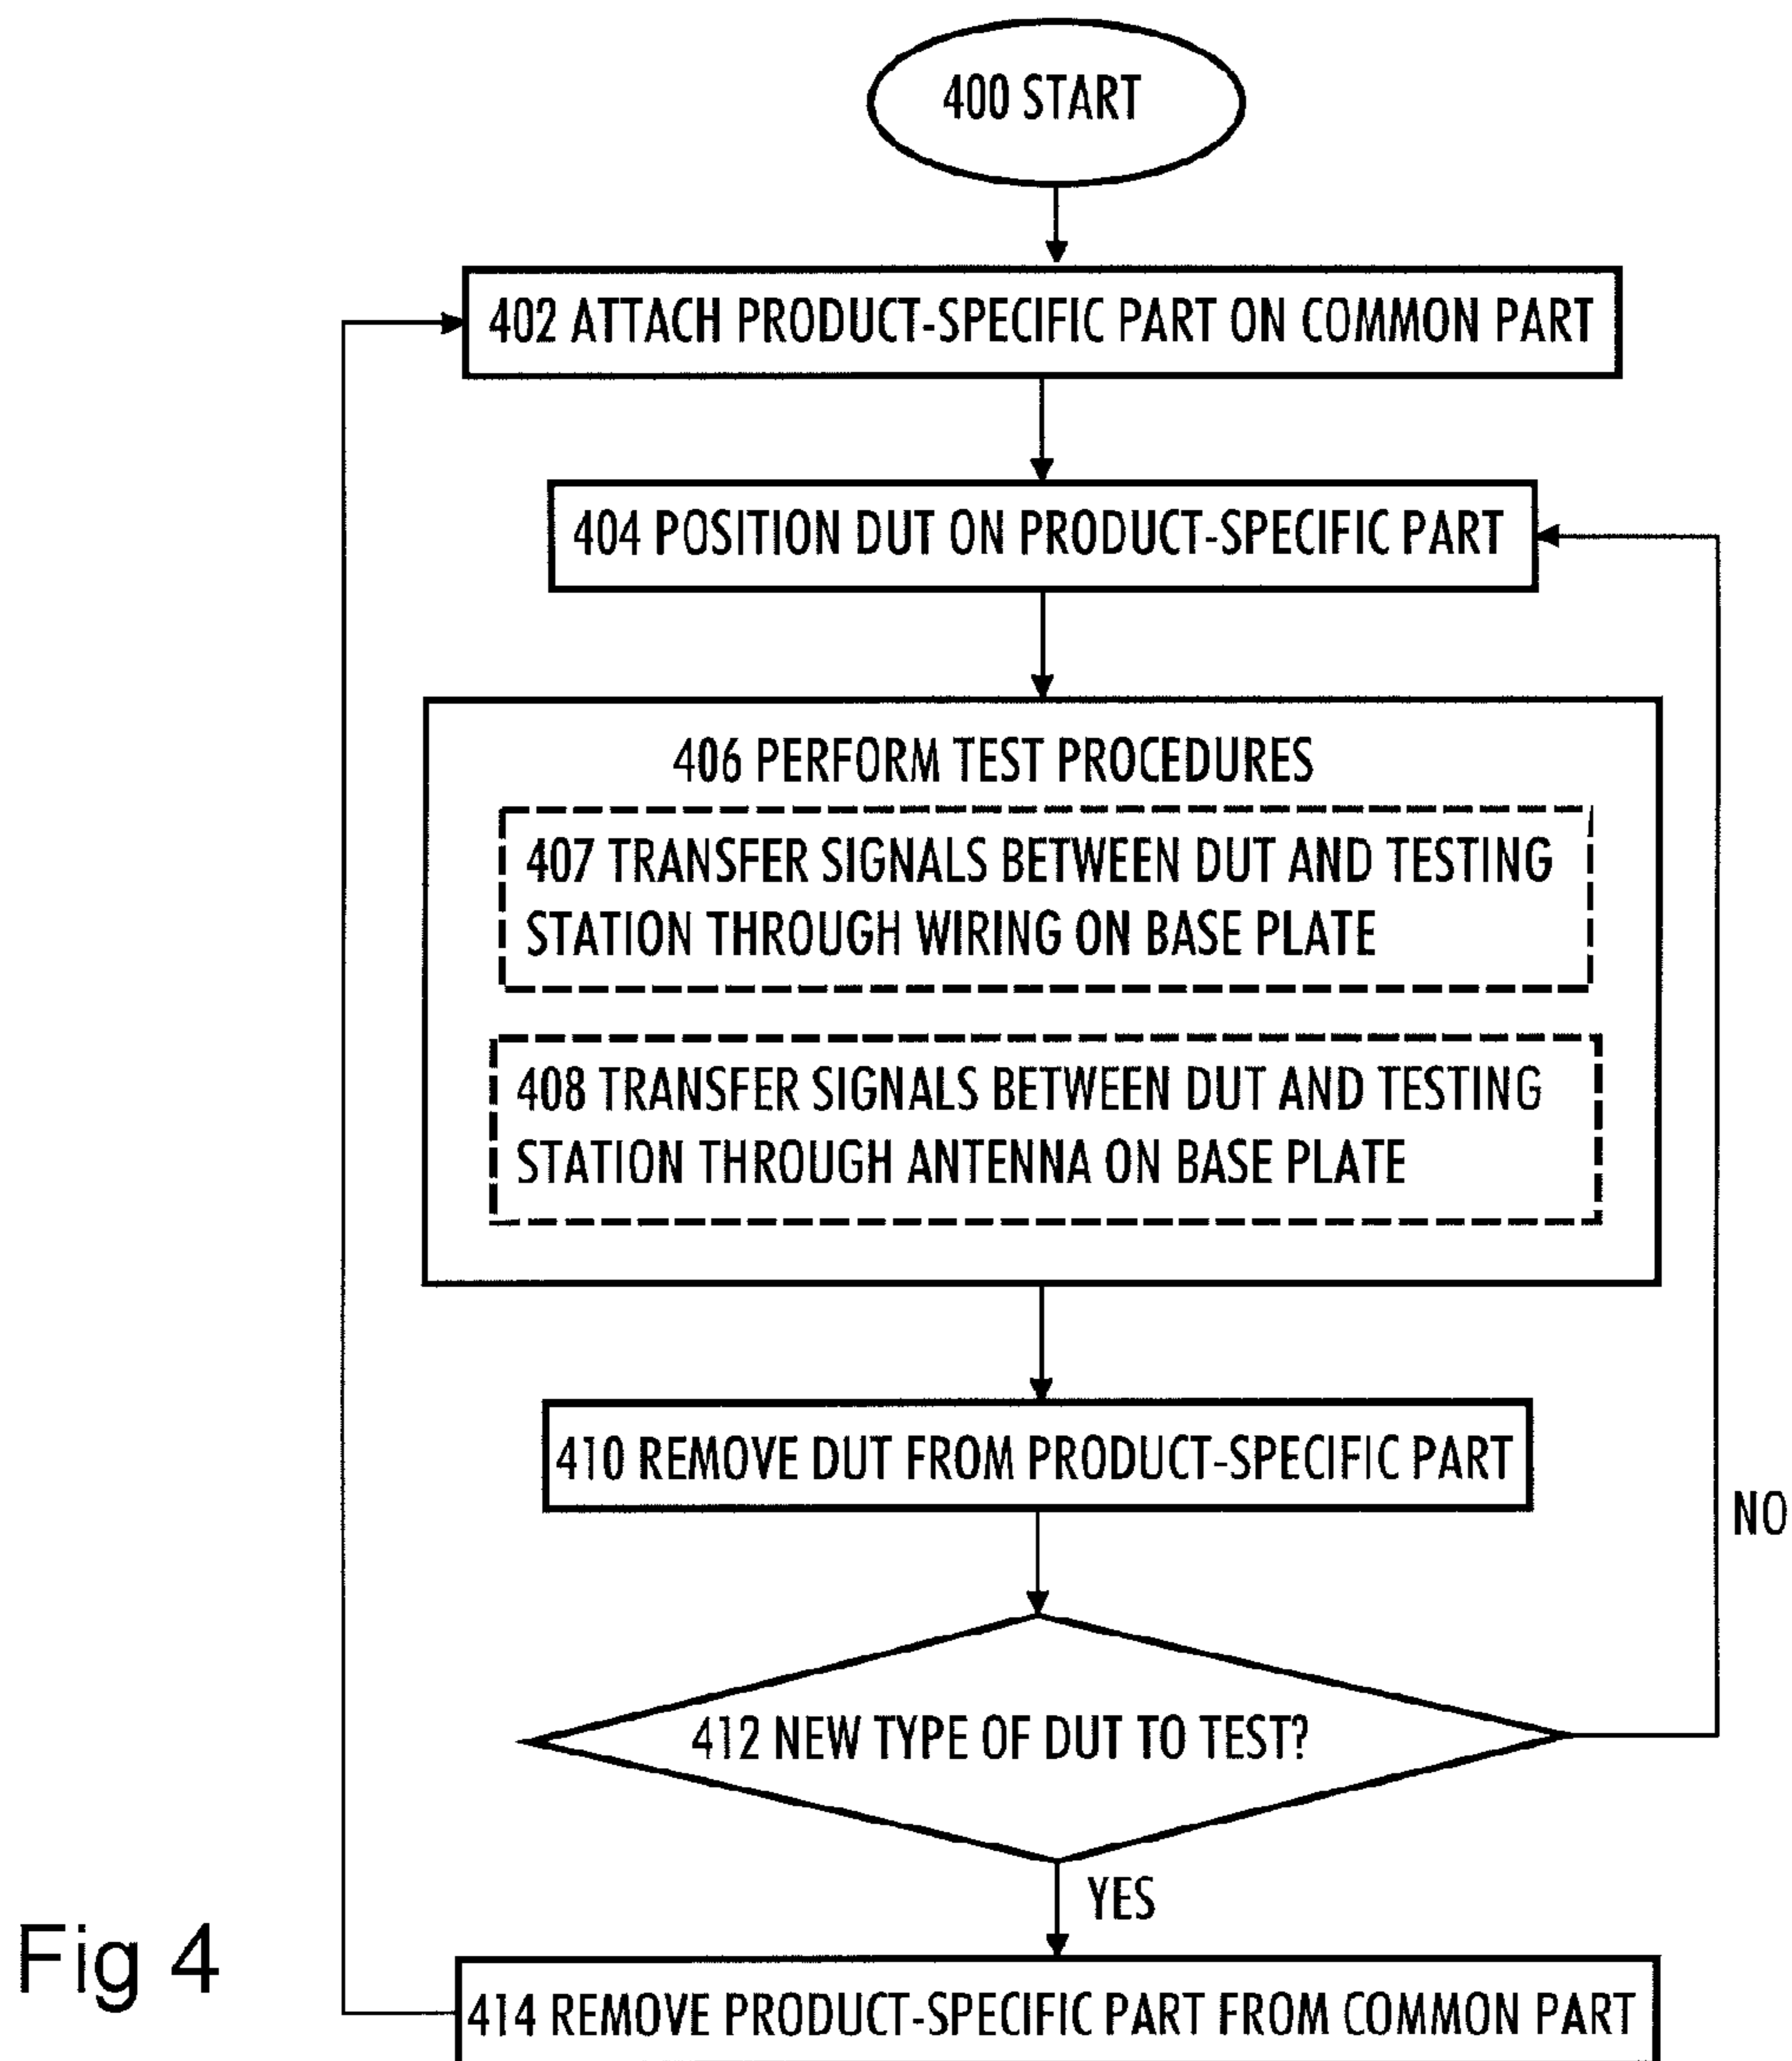 400 START
402 ATTACH PRODUCT-SPECIFIC PART ON COMMON PART
404 POSITION DUT ON PRODUCT-SPECIFIC PART
406 PERFORM TEST PROCEDURES
407 TRANSFER SIGNALS BETWEEN DUT AND TESTING
STATION THROUGH WIRING ON BASE PLATE
408 TRANSFER SIGNALS BETWEEN DUT AND TESTING
STATION THROUGH ANTENNA ON BASE PLATE
410 REMOVE DUT FROM PRODUCT-SPECIFIC PART
NO
412 NEW TYPE OF DUT TO TEST?
YES
414 REMOVE PRODUCT-SPECIFIC PART FROM COMMON PART
Fig 4